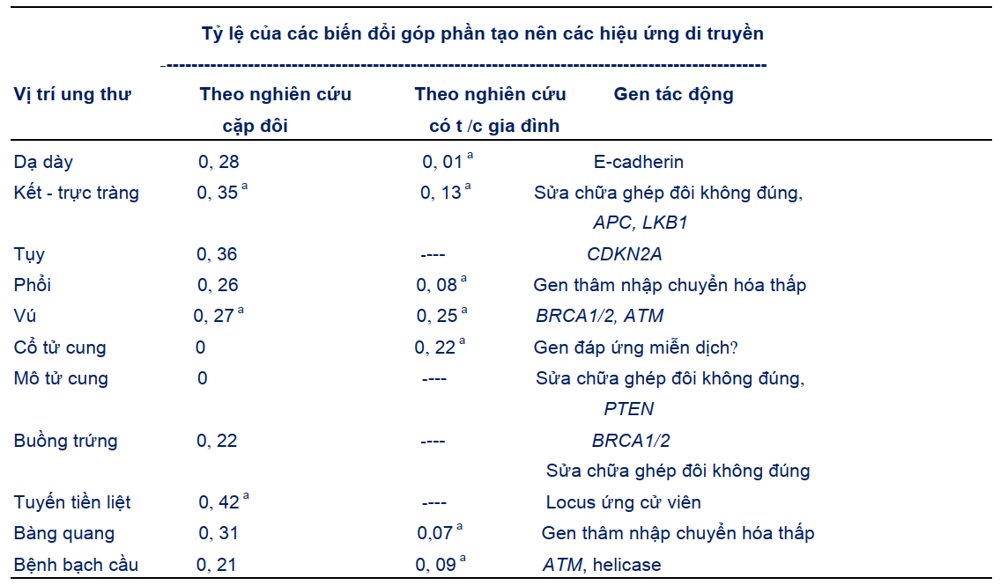 Tỷ lệ của các biến đổi góp phần tạo nên các hiệu ứng di truyền
-----------------------------------------------------------------------------------------------
Vị trí ung thư Theo nghiên cứu Theo nghiên cứu Gen tác động
cặp đôi có t /c gia đình
Dạ dày 0, 28 0, 01 a E-cadherin
Kết - trực tràng 0, 35 a 0, 13 a Sửa chữa ghép đôi không đúng,
APC, LKB1
Tụy 0, 36 ---- CDKN2A
Phổi 0, 26 0, 08 a Gen thâm nhập chuyển hóa thấp
Vú 0, 27 a 0, 25 a BRCA1/2, ATM
Cổ tử cung 0 0, 22 a Gen đáp ứng miễn dịch?
Mô tử cung 0 ---- Sửa chữa ghép đôi không đúng,
PTEN
Buồng trứng 0, 22 ---- BRCA1/2
Sửa chữa ghép đôi không đúng
Tuyến tiền liệt 0, 42 a ---- Locus ứng cử viên
Bàng quang 0, 31 0,07 a Gen thâm nhập chuyển hóa thấp
Bệnh bạch cầu 0, 21 0, 09 a ATM, helicase